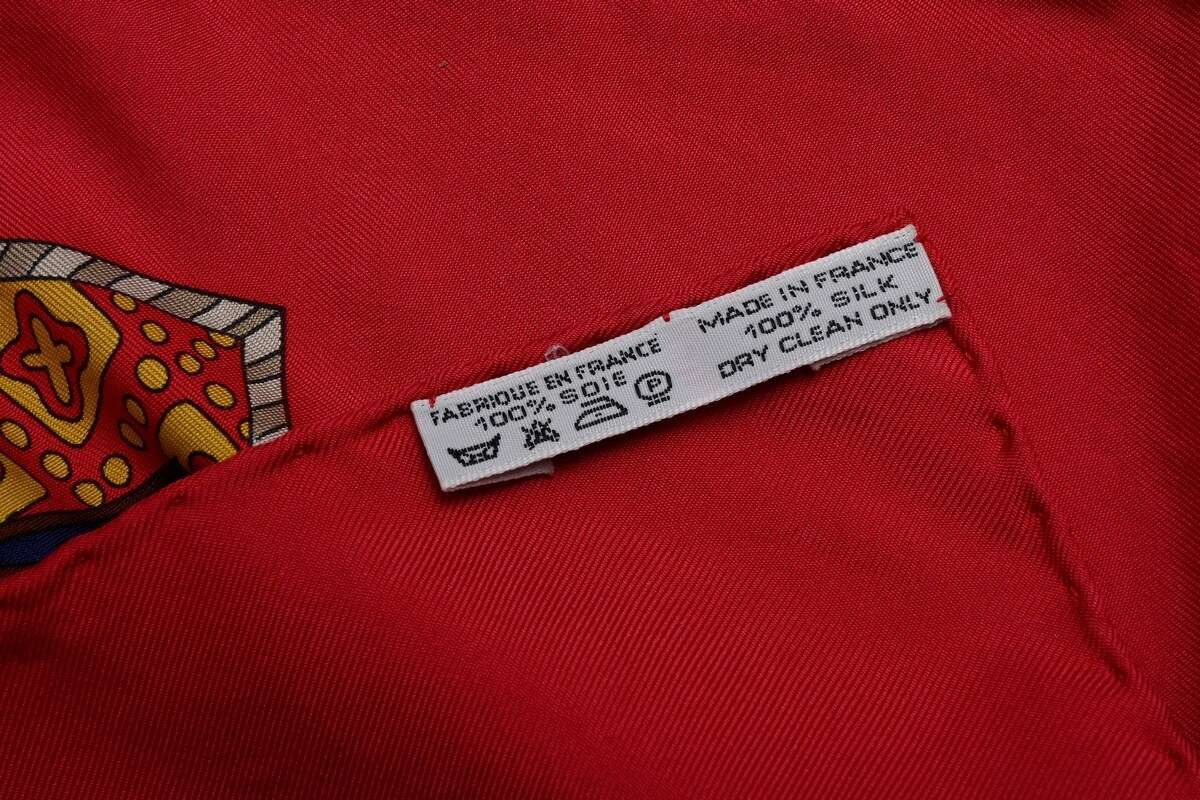 FABRIQUE EN FRANCE
100% SOIE
P
MADE IN FRANCE
100% SILK
DRY CLEAN ONLY